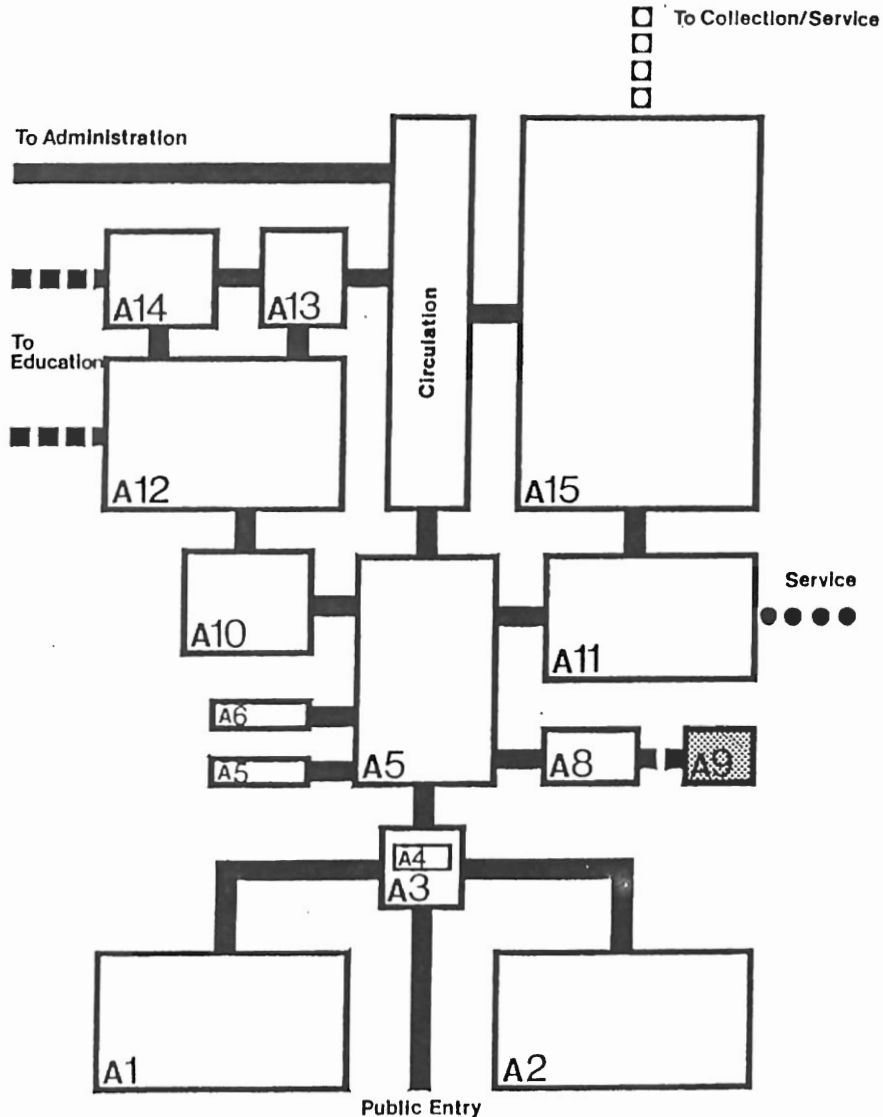 To Collection/Service
To Administration
A14
A13
To
Education
Circulation
A12
A15
Service
A10
A11
A6
A5
A5
A8
A9
A4
A3
A1
A2
Public Entry